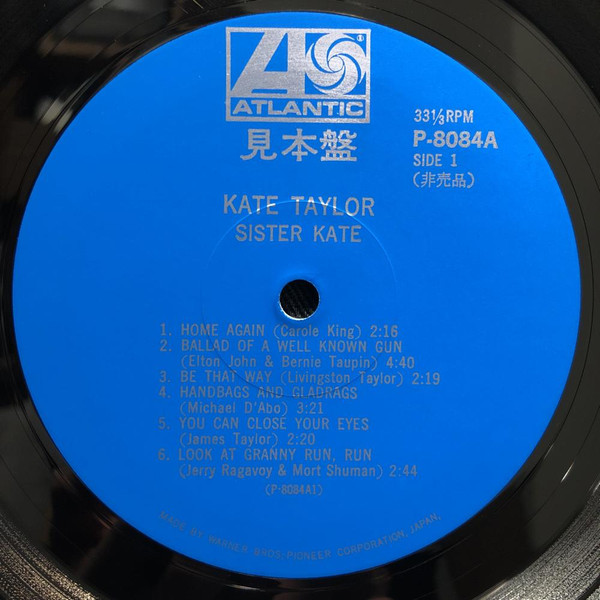 ATLANTIC
見本盤
33⅓RPM
P-8084A
SIDE 1
(非売品)
KATE TAYLOR
SISTER KATE
1. HOME AGAIN (Carole King) 2:16
2. BALLAD OF A WELL KNOWN GUN
(Elton John & Bernie Taupin) 4:40
3. BE THAT WAY (Livingston Taylor) 2:19
4. HANDBAGS AND GLADRAGS
(Michael D'Abo) 3:21
5. YOU CAN CLOSE YOUR EYES
(James Taylor) 2:20
6. LOOK AT GRANNY RUN, RUN
(Jerry Ragavoy & Mort Shuman) 2:44
(P-8084A1)
MADE BY WARNER BROS/PIONEER CORPORATION, JAPAN.